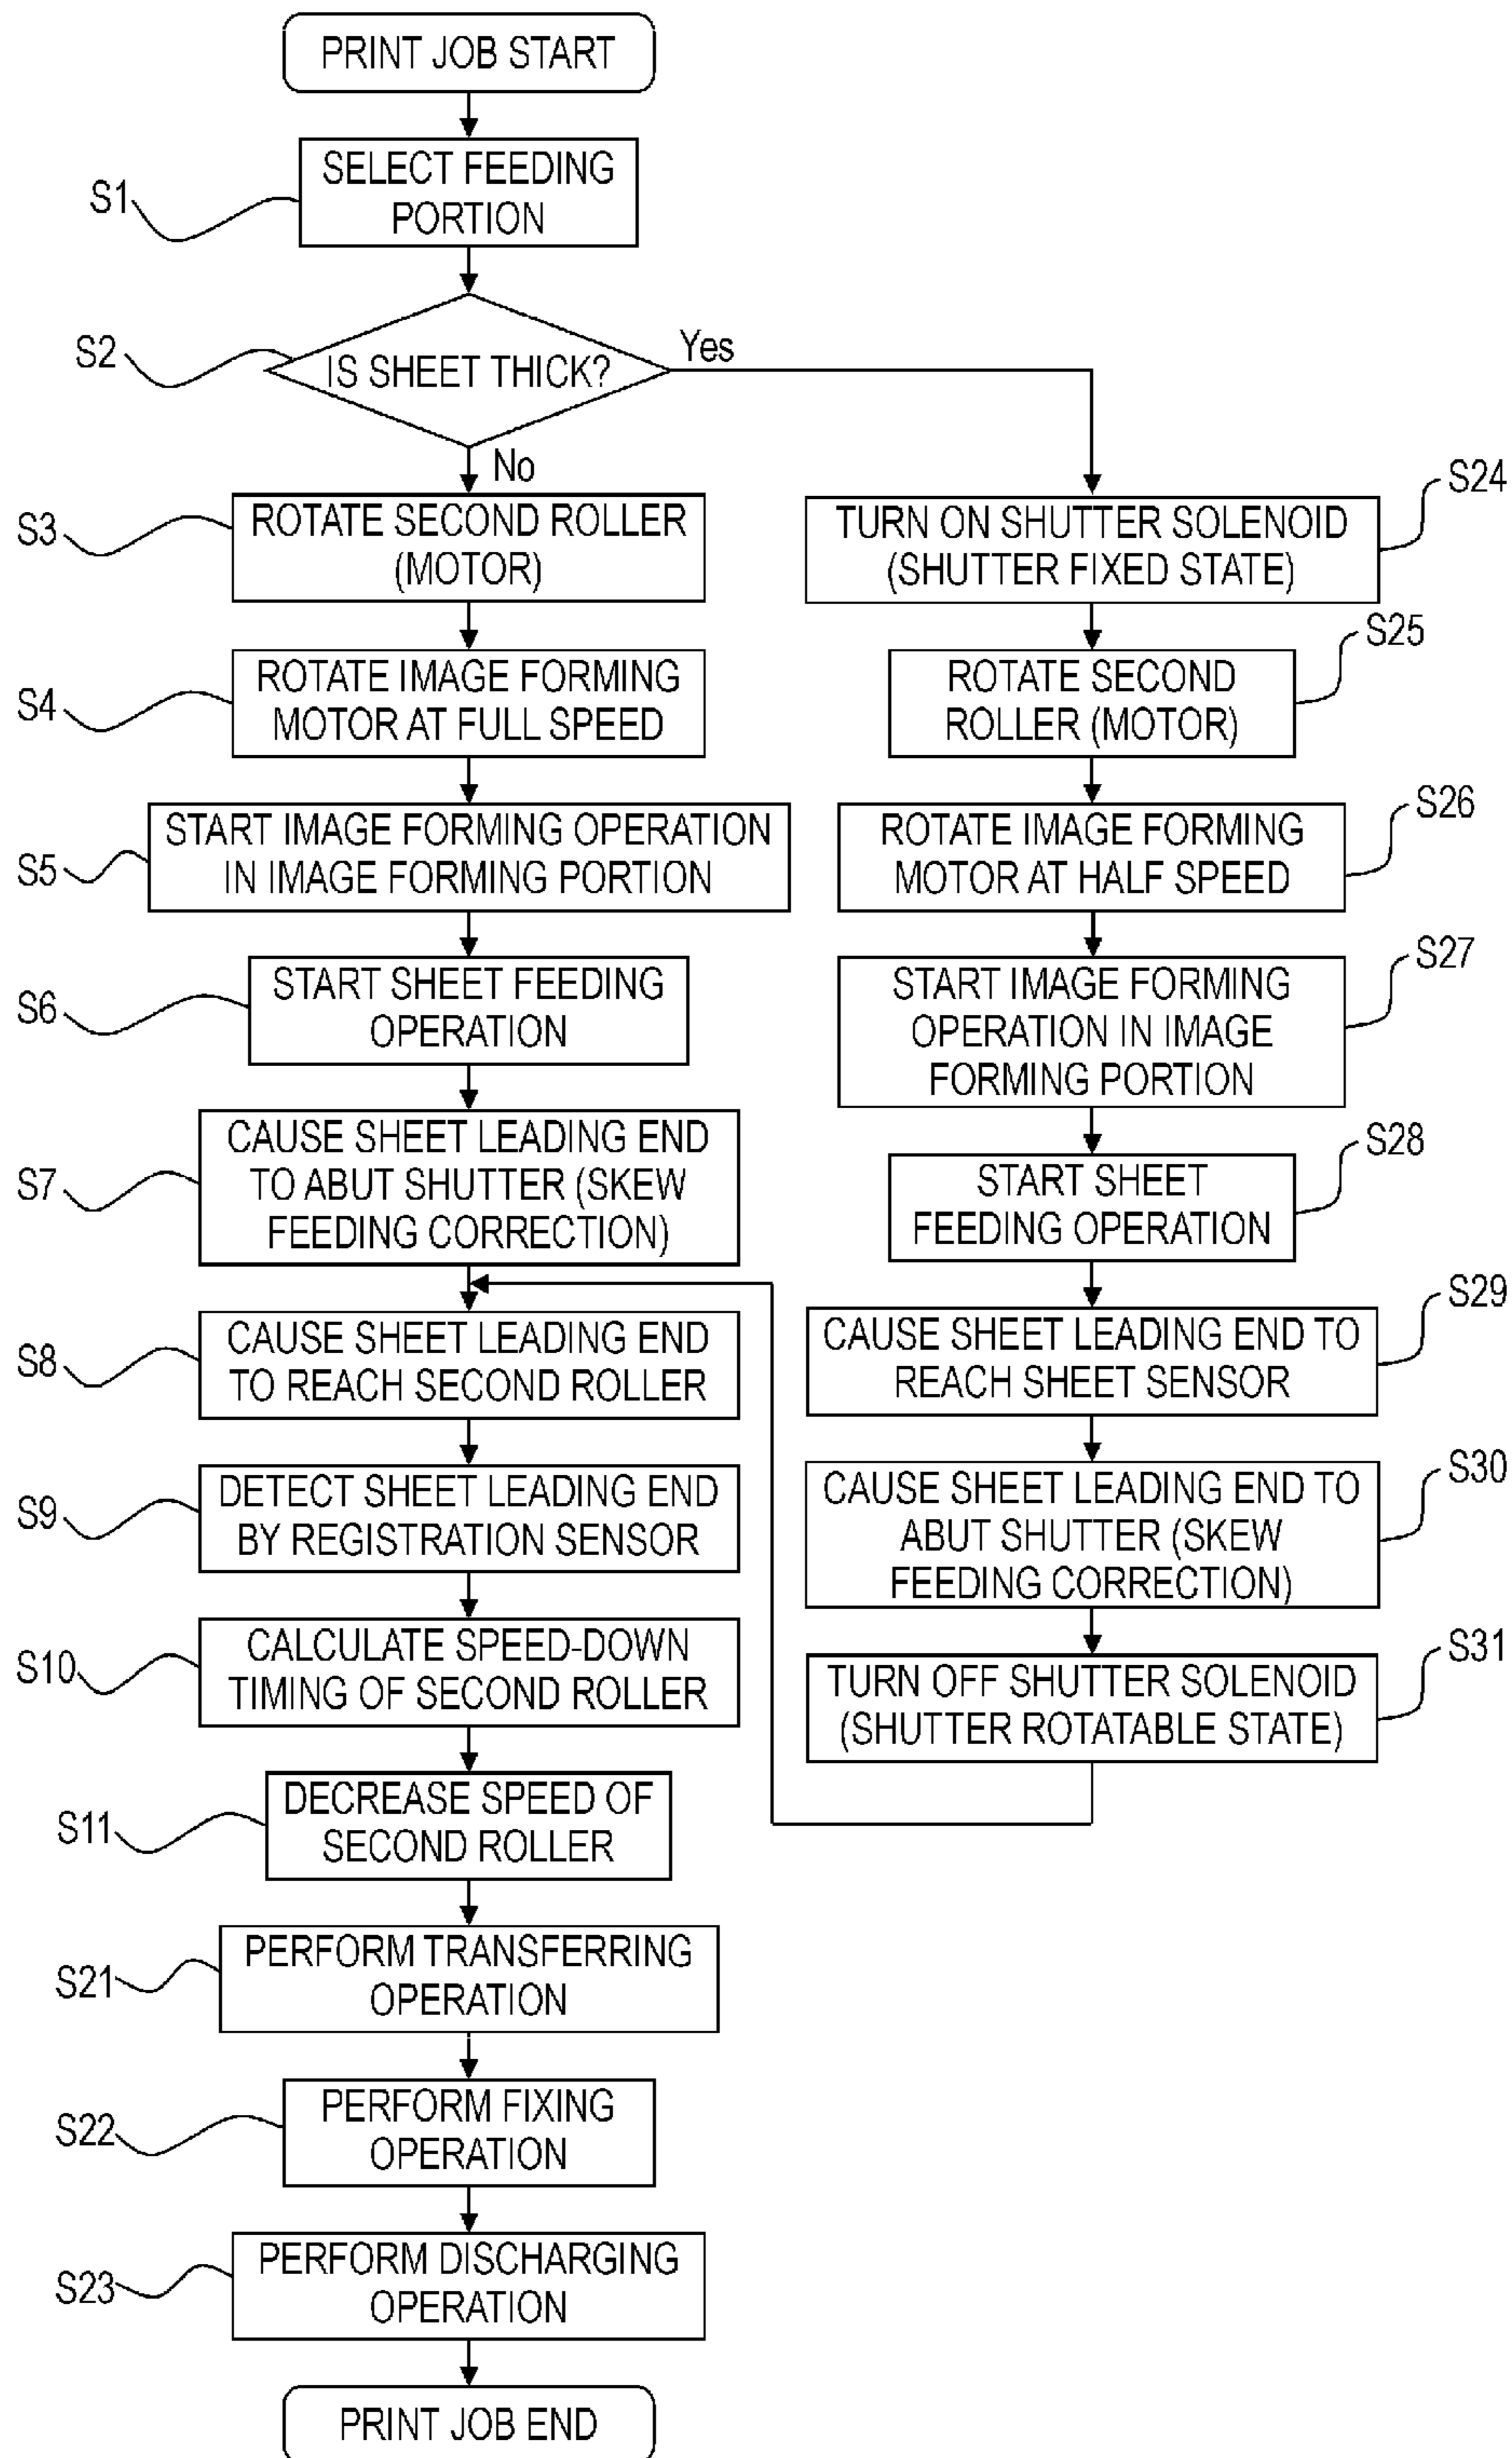 PRINT JOB START
S1
SELECT FEEDING
PORTION
S2
IS SHEET THICK?
Yes
No
S3
ROTATE SECOND ROLLER
(MOTOR)
S4
ROTATE IMAGE FORMING
MOTOR AT FULL SPEED
S5
START IMAGE FORMING OPERATION
IN IMAGE FORMING PORTION
S6
START SHEET FEEDING
OPERATION
S7
CAUSE SHEET LEADING END
TO ABUT SHUTTER (SKEW
FEEDING CORRECTION)
S8
CAUSE SHEET LEADING END
TO REACH SECOND ROLLER
S9
DETECT SHEET LEADING END
BY REGISTRATION SENSOR
S10
CALCULATE SPEED-DOWN
TIMING OF SECOND ROLLER
S11
DECREASE SPEED OF
SECOND ROLLER
S21
PERFORM TRANSFERRING
OPERATION
S22
PERFORM FIXING
OPERATION
S23
PERFORM DISCHARGING
OPERATION
PRINT JOB END
S24
TURN ON SHUTTER SOLENOID
(SHUTTER FIXED STATE)
S25
ROTATE SECOND
ROLLER (MOTOR)
S26
ROTATE IMAGE FORMING
MOTOR AT HALF SPEED
S27
START IMAGE FORMING
OPERATION IN IMAGE
FORMING PORTION
S28
START SHEET
FEEDING OPERATION
S29
CAUSE SHEET LEADING END TO
REACH SHEET SENSOR
S30
CAUSE SHEET LEADING END TO
ABUT SHUTTER (SKEW
FEEDING CORRECTION)
S31
TURN OFF SHUTTER SOLENOID
(SHUTTER ROTATABLE STATE)